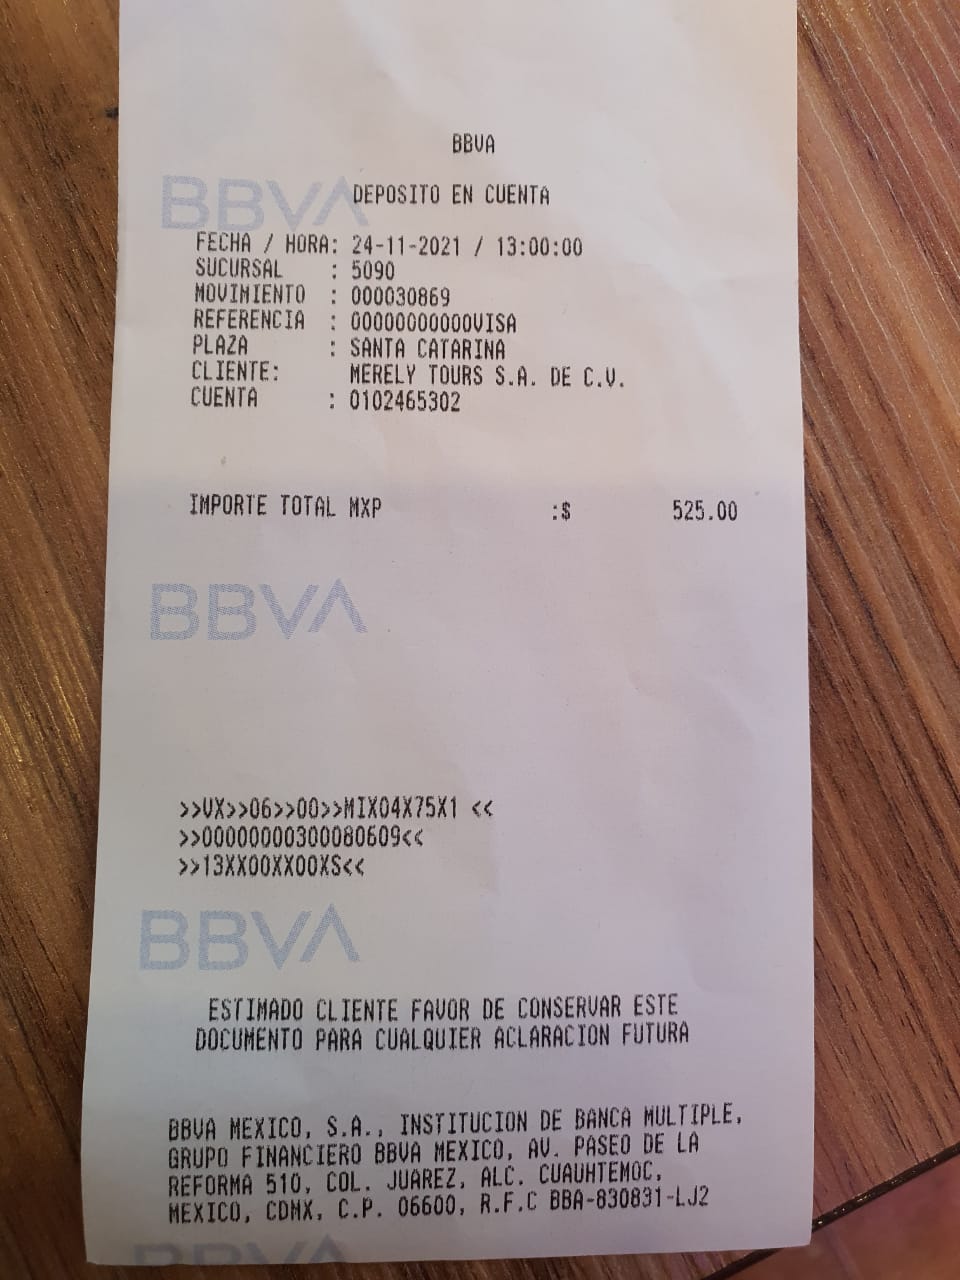 BBVA
BBVA
DEPOSITO EN CUENTA
FECHA / HORA: 24-11-2021 / 13:00:00
SUCURSAL : 5090
MOVIMIENTO : 000030869
REFERENCIA : 00000000000VISA
PLAZA : SANTA CATARINA
CLIENTE: MERELY TOURS S.A. DE C.V.
CUENTA : 0102465302
IMPORTE TOTAL MXP :$ 525.00
BBVA
>>VX>>06>>00>>MIX04X75X1 <<
>>00000000300080609<<
>>13XX00XX00XS<<
BBVA
ESTIMADO CLIENTE FAVOR DE CONSERVAR ESTE
DOCUMENTO PARA CUALQUIER ACLARACION FUTURA
BBVA MEXICO, S.A., INSTITUCION DE BANCA MULTIPLE,
GRUPO FINANCIERO BBVA MEXICO, AV. PASEO DE LA
REFORMA 510, COL. JUAREZ, ALC. CUAUHTEMOC,
MEXICO, CDMX, C.P. 06600, R.F.C BBA-830831-LJ2
BBVA